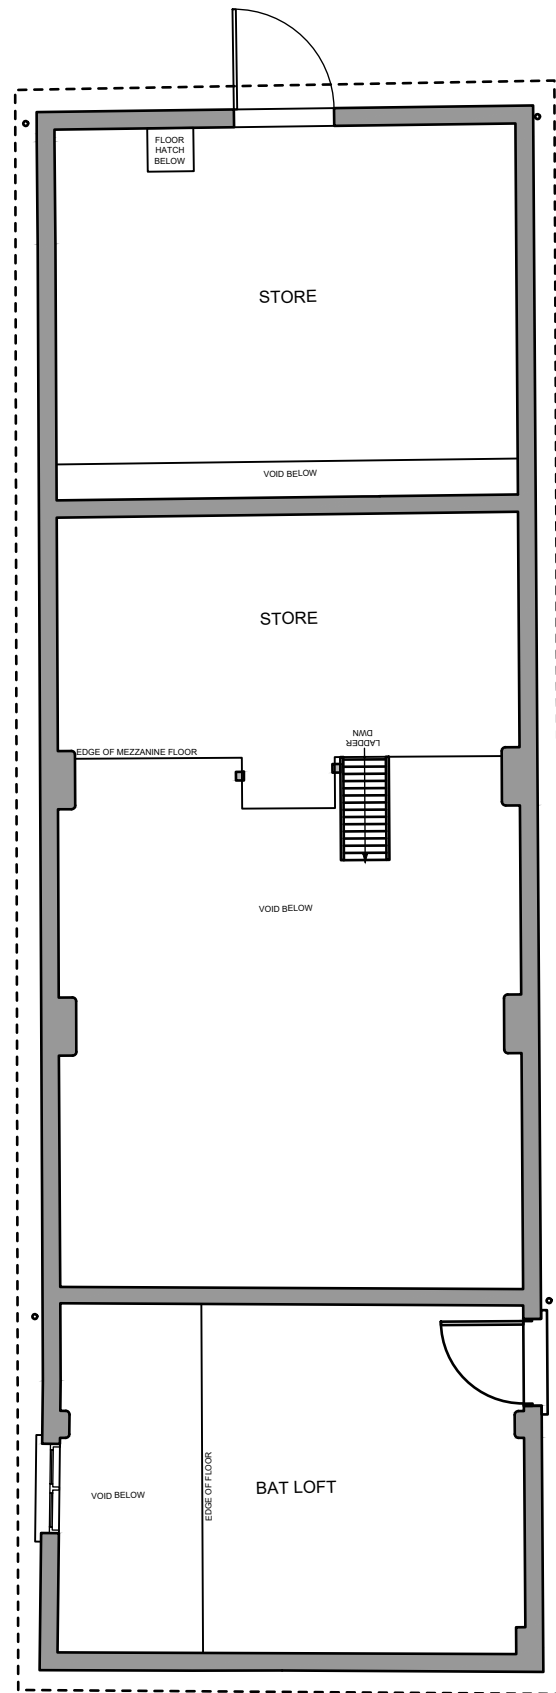 FLOOR
HATCH
BELOW
STORE
VOID BELOW
STORE
LADDER
DWN
EDGE OF MEZZANINE FLOOR
VOID BELOW
EDGE OF FLOOR
BAT LOFT
VOID BELOW